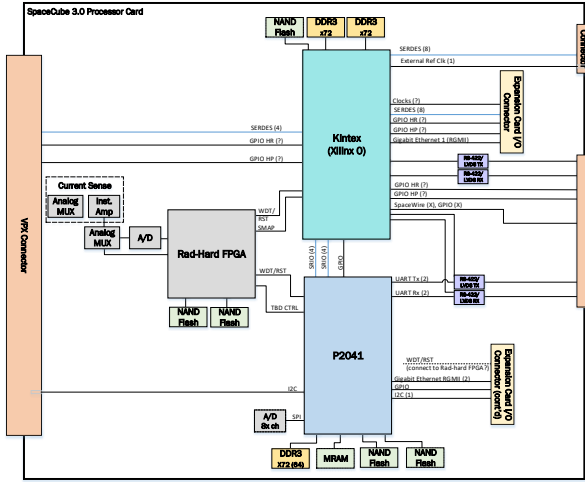 SpaceCube 3.0 Processor Card
NAND
Flash
DDR3
x72
DDR3
x72
Connector
SERDES (8)
External Ref Clk (1)
Kintex
(Xilinx 0)
Clocks (?)
SERDES (8)
GPIO HR (?)
GPIO HP (?)
Gigabit Ethernet 1 (RGMII)
Expansion Card I/O
Connector
SERDES (4)
GPIO HR (?)
GPIO HP (?)
RS-422/
LVDS TX
RS-422/
LVDS RX
GPIO HR (?)
GPIO HP (?)
SpaceWire (X), GPIO (X)
VPX Connector
Current Sense
Analog
MUX
Inst.
Amp
Analog
MUX
A/D
Rad-Hard FPGA
WDT/
RST
SMAP
SRIO (4)
SRIO (4)
GPIO
WDT/RST
TBD CTRL
NAND
Flash
NAND
Flash
P2041
UART Tx (2)
UART Rx (2)
RS-422/
LVDS TX
RS-422/
LVDS RX
WDT/RST
(connect to Rad-hard FPGA?)
Gigabit Ethernet RGMII (2)
GPIO
I2C (1)
Expansion Card I/O
Connector (cont'd)
I2C
A/D
8x ch
SPI
DDR3
X72 (64)
MRAM
NAND
Flash
NAND
Flash